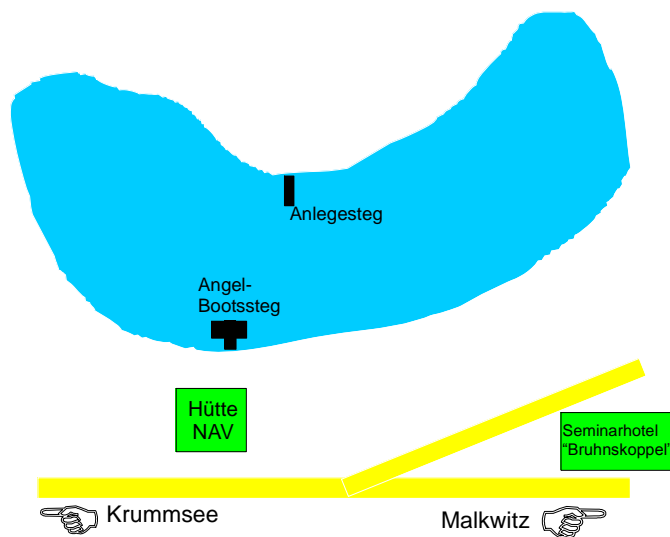 Anlegesteg
Angel-
Bootssteg
Hütte
NAV
Seminarhotel
"Bruhnskoppel"
Krummsee
Malkwitz